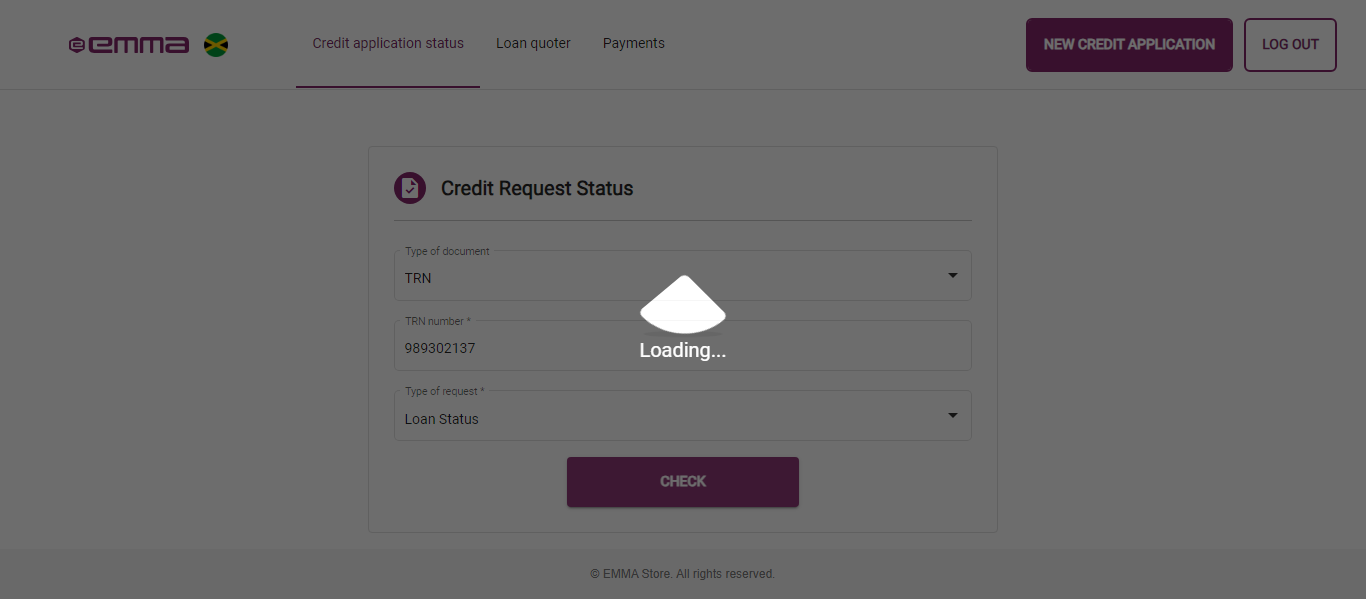 emma
Credit application status
Loan quoter
Payments
NEW CREDIT APPLICATION
LOG OUT
Credit Request Status
Type of document
TRN
TRN number *
989302137
Loading...
Type of request *
Loan Status
CHECK
© EMMA Store. All rights reserved.